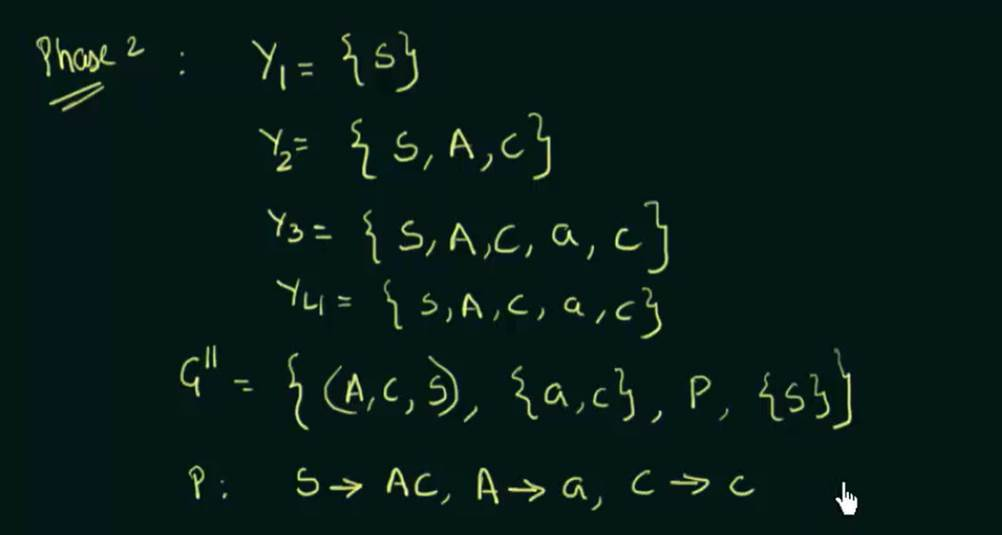 Phase 2 : Y₁ = {S}
Y₂ = {S, A, C}
Y₃ = {S, A, C, a, c}
Y₄ = {S, A, C, a, c}
G'' = {(A, C, S), {a, c}, P, {S}}
P: S → AC, A → a, C → c